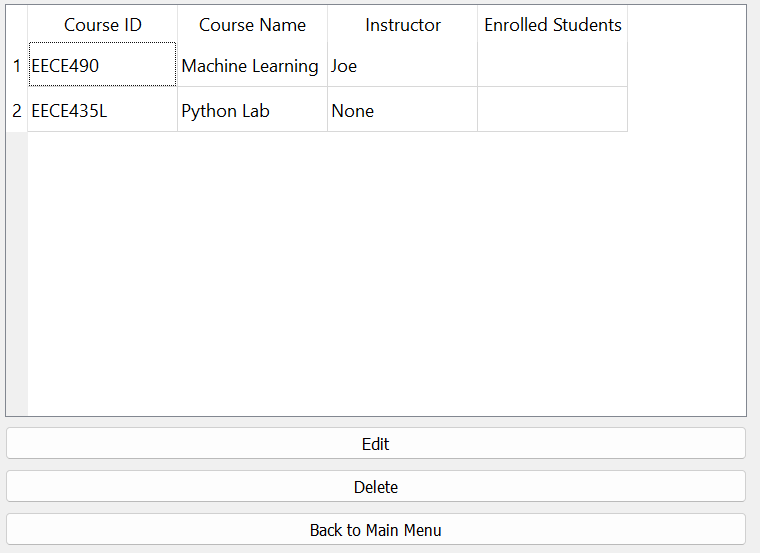 Course ID Course Name Instructor Enrolled Students
1 EECE490 Machine Learning Joe
2 EECE435L Python Lab None
Edit
Delete
Back to Main Menu